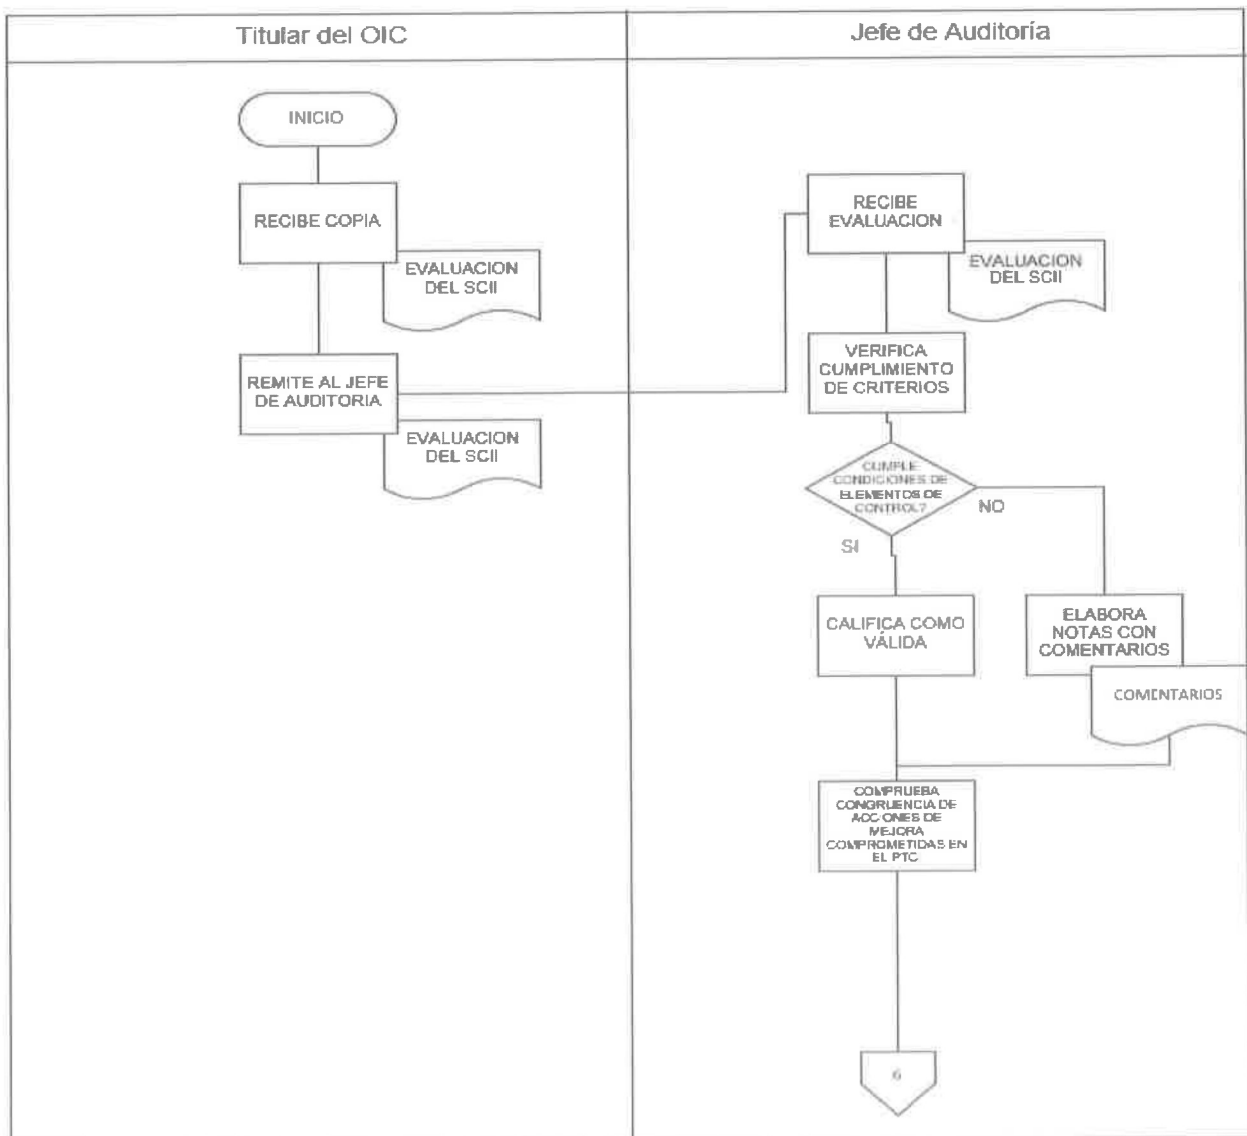 Titular del OIC
Jefe de Auditoría
INICIO
RECIBE COPIA
EVALUACION
DEL SCII
REMITE AL JEFE
DE AUDITORIA
EVALUACION
DEL SCII
RECIBE
EVALUACION
EVALUACION
DEL SCII
VERIFICA
CUMPLIMIENTO
DE CRITERIOS
CUMPLE
CONDICIONES DE
ELEMENTOS DE
CONTROL?
NO
SI
CALIFICA COMO
VÁLIDA
ELABORA
NOTAS CON
COMENTARIOS
COMENTARIOS
COMPRUEBA
CONGRUENCIA DE
ACCIONES DE
MEJORA
COMPROMETIDAS EN
EL PTC
6